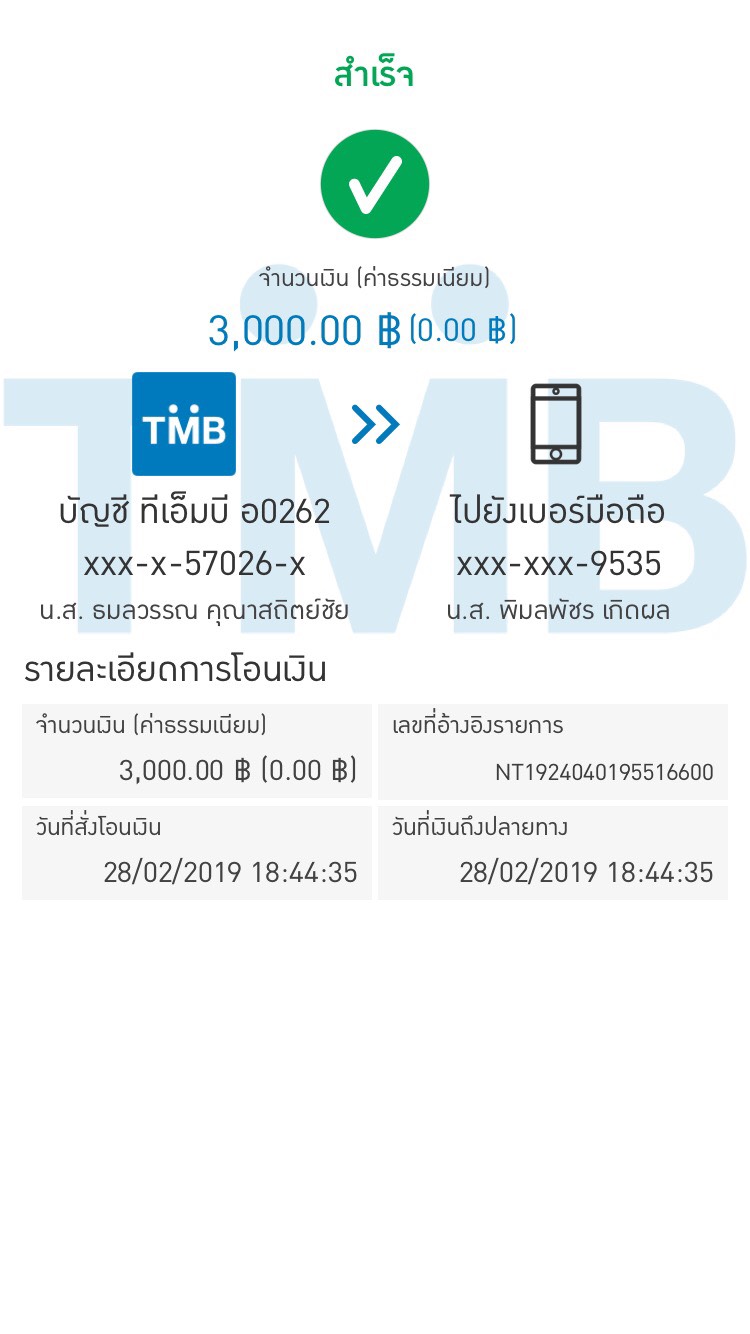 สำเร็จ
จำนวนเงิน (ค่าธรรมเนียม)
3,000.00 ฿ (0.00 ฿)
TMB
TMB
บัญชี ทีเอ็มบี อ0262
xxx-x-57026-x
น.ส. ธมลวรรณ คุณาสถิตย์ชัย
ไปยังเบอร์มือถือ
xxx-xxx-9535
น.ส. พิมลพัชร เกิดผล
รายละเอียดการโอนเงิน
จำนวนเงิน (ค่าธรรมเนียม)
3,000.00 ฿ (0.00 ฿)
เลขที่อ้างอิงรายการ
NT1924040195516600
วันที่สั่งโอนเงิน
28/02/2019 18:44:35
วันที่เงินถึงปลายทาง
28/02/2019 18:44:35